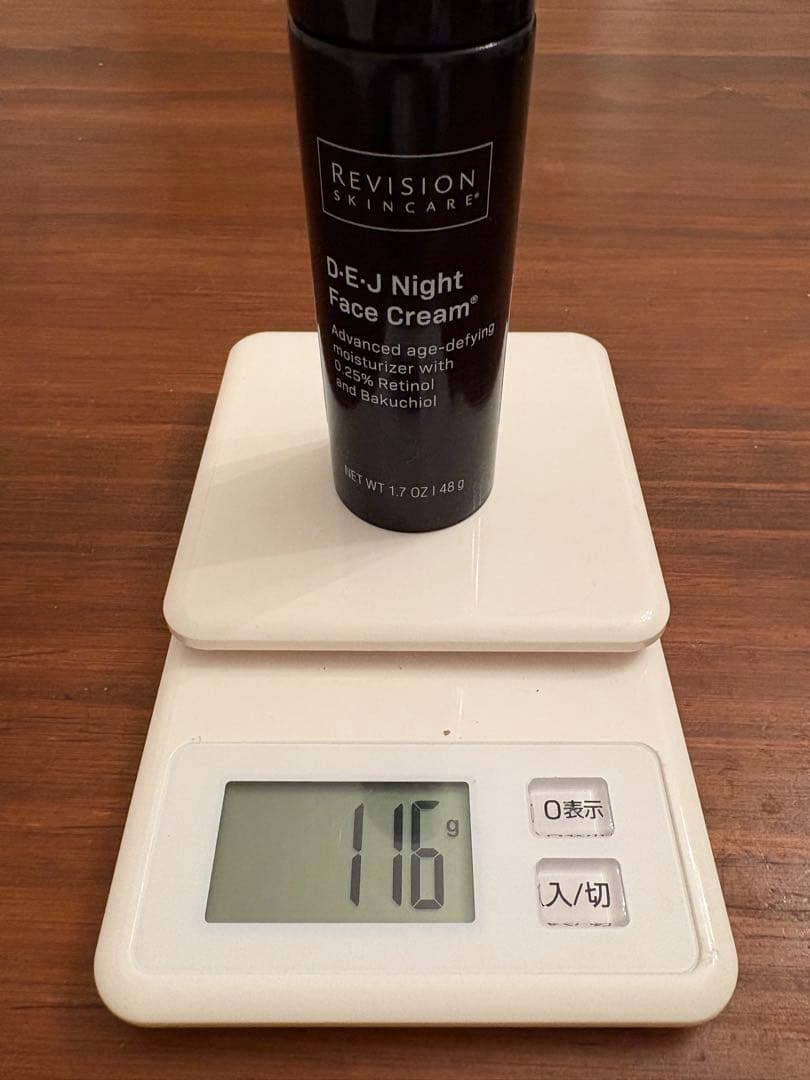 REVISION
SKINCARE®
D·E·J Night
Face Cream®
Advanced age-defying
moisturizer with
0.25% Retinol
and Bakuchiol
NET WT 1.7 OZ | 48 g
116 g
0表示
入/切